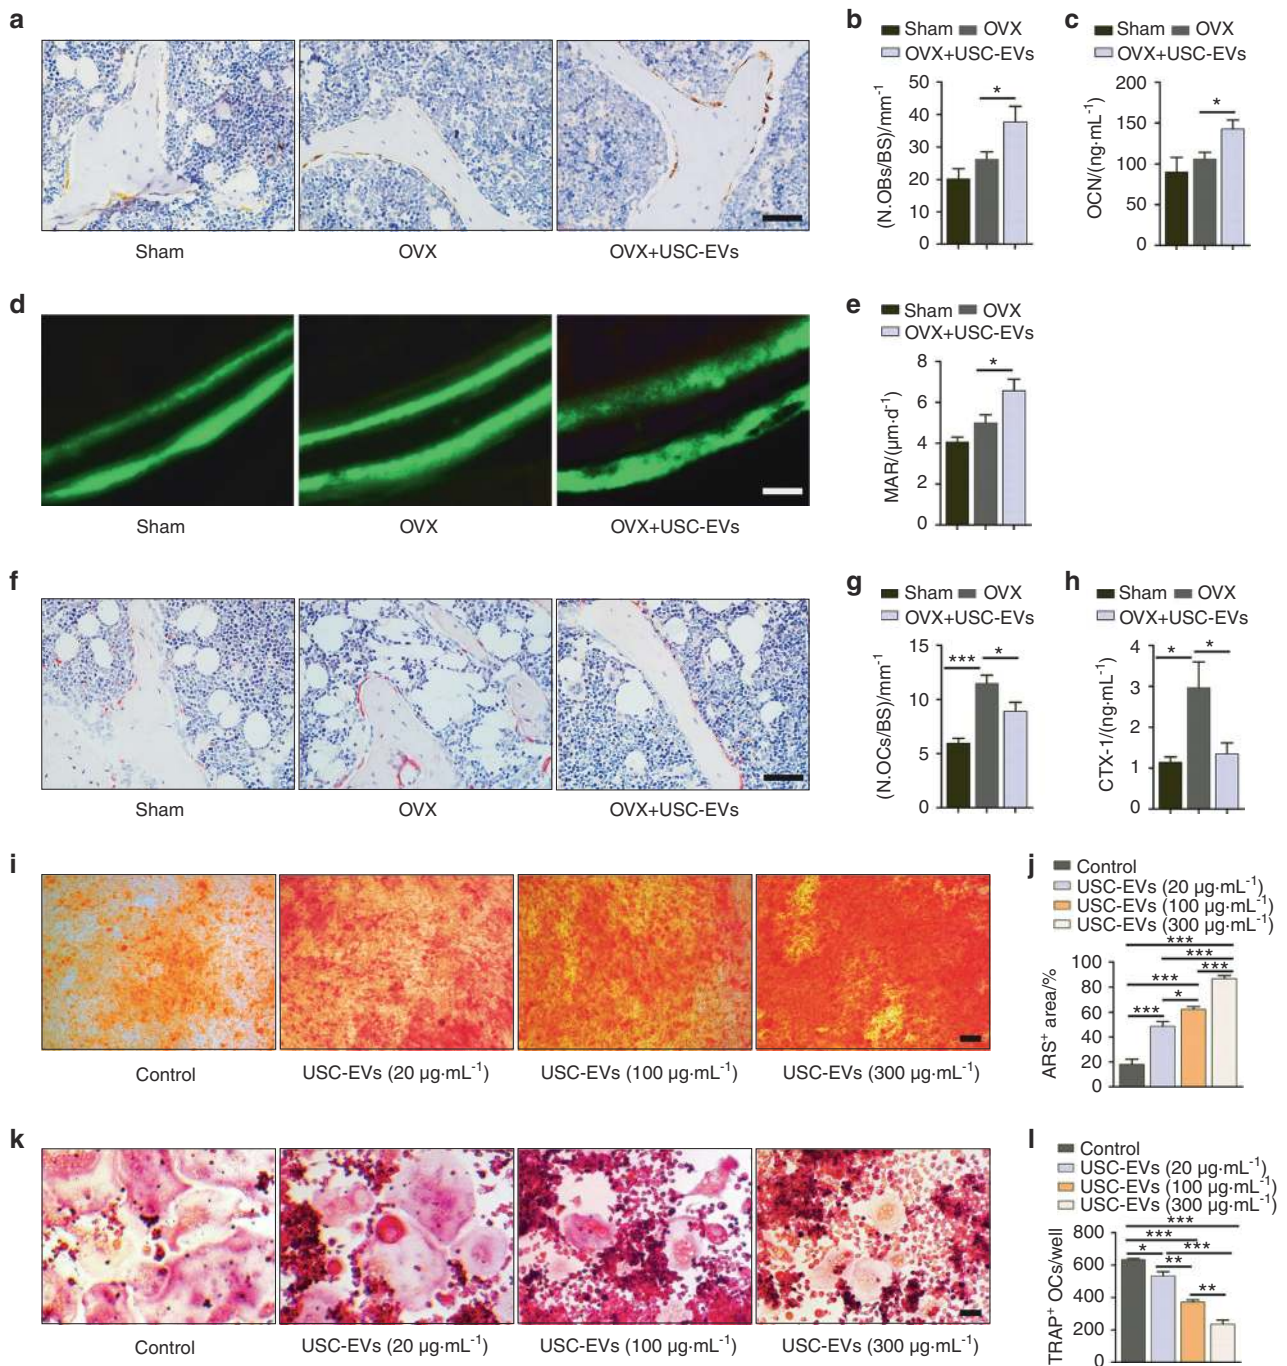 a
Sham
OVX
OVX+USC-EVs
b
Sham OVX
OVX+USC-EVs
(N.OBs/BS)/mm⁻¹
50
40
30
20
10
0
*
c
Sham OVX
OVX+USC-EVs
OCN/(ng·mL⁻¹)
200
150
100
50
0
*
d
Sham
OVX
OVX+USC-EVs
e
Sham OVX
OVX+USC-EVs
MAR/(µm·d⁻¹)
8
6
4
2
0
*
f
Sham
OVX
OVX+USC-EVs
g
Sham OVX
OVX+USC-EVs
(N.OCs/BS)/mm⁻¹
15
10
5
0
*** *
h
Sham OVX
OVX+USC-EVs
CTX-1/(ng·mL⁻¹)
4
3
2
1
0
* *
i
Control
USC-EVs (20 µg·mL⁻¹)
USC-EVs (100 µg·mL⁻¹)
USC-EVs (300 µg·mL⁻¹)
j
Control
USC-EVs (20 µg·mL⁻¹)
USC-EVs (100 µg·mL⁻¹)
USC-EVs (300 µg·mL⁻¹)
ARS⁺ area/%
100
80
60
40
20
0
***
***
***
***
*
***
k
Control
USC-EVs (20 µg·mL⁻¹)
USC-EVs (100 µg·mL⁻¹)
USC-EVs (300 µg·mL⁻¹)
l
Control
USC-EVs (20 µg·mL⁻¹)
USC-EVs (100 µg·mL⁻¹)
USC-EVs (300 µg·mL⁻¹)
TRAP⁺ OCs/well
800
600
400
200
0
***
***
* ***
**
**